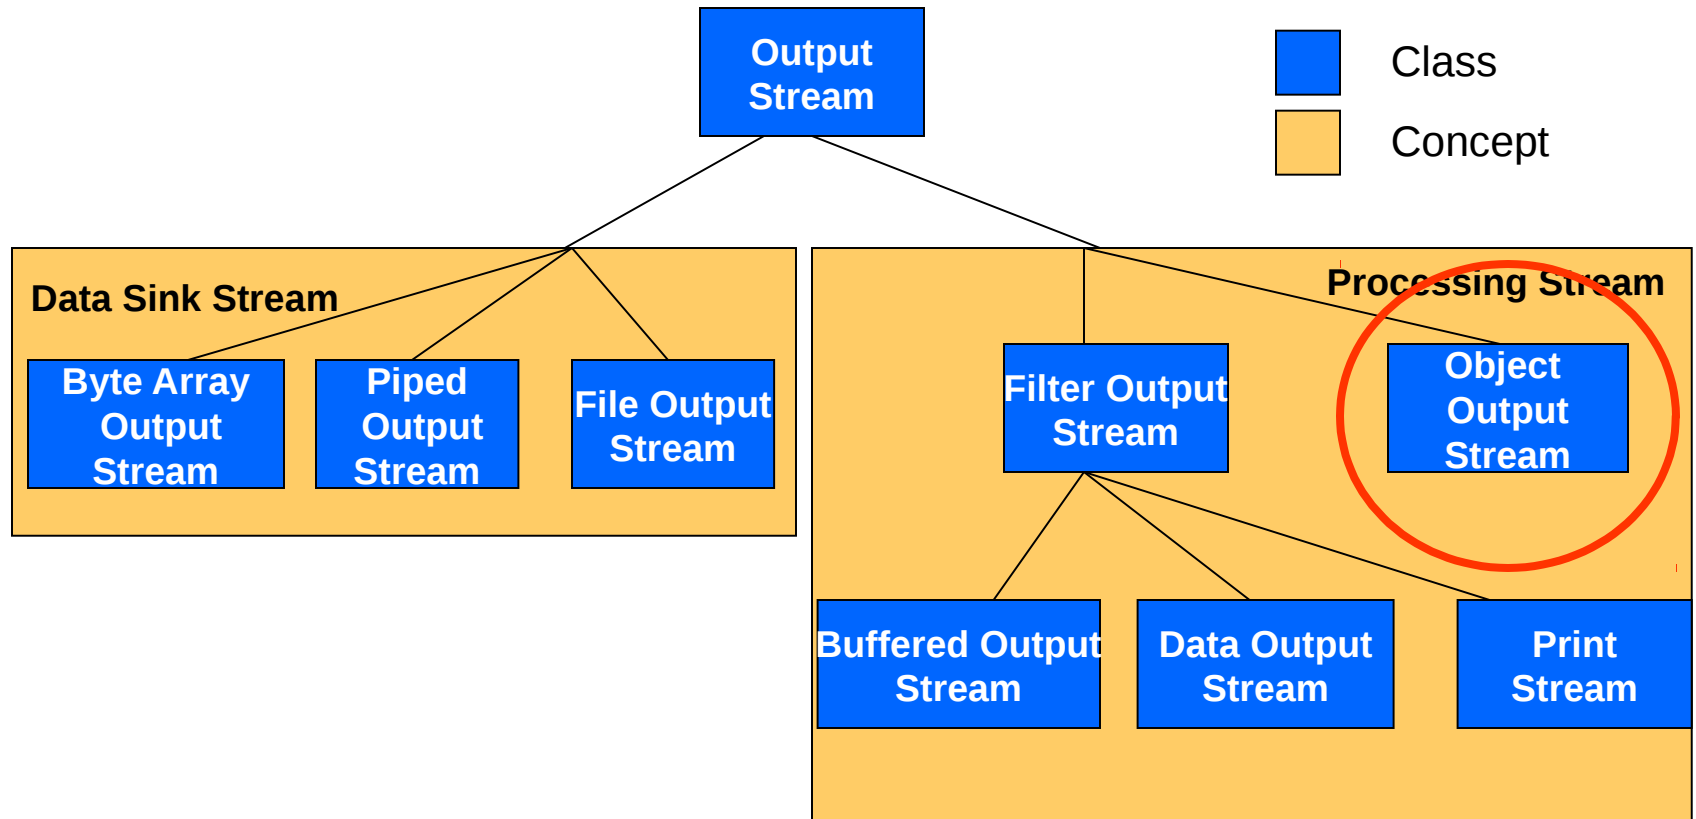 Output
Stream
Class
Concept
Data Sink Stream
Processing Stream
Byte Array
Output
Stream
Piped
Output
Stream
File Output
Stream
Filter Output
Stream
Object
Output
Stream
Buffered Output
Stream
Data Output
Stream
Print
Stream